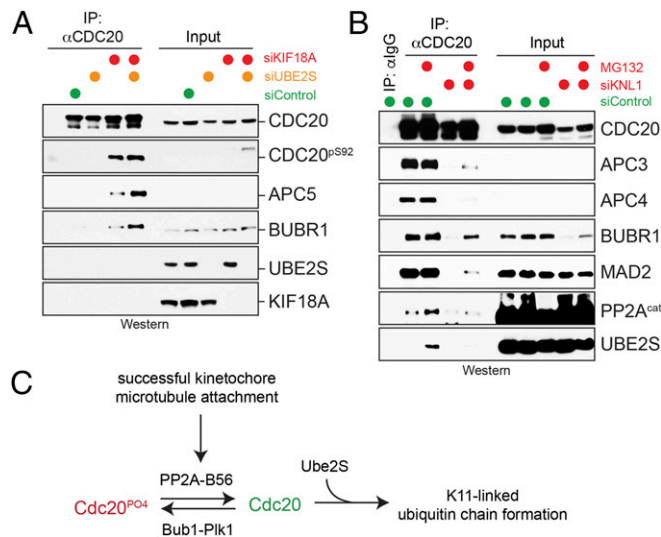 A
IP:
αCDC20
Input
siKIF18A
siUBE2S
siControl
CDC20
CDC20pS92
APC5
BUBR1
UBE2S
KIF18A
Western
B
IP: αIgG
IP:
αCDC20
Input
MG132
siKNL1
siControl
CDC20
APC3
APC4
BUBR1
MAD2
PP2Acat
UBE2S
Western
C
successful kinetochore
microtubule attachment
PP2A-B56
Ube2S
Cdc20PO4
Cdc20
K11-linked
ubiquitin chain formation
Bub1-Plk1